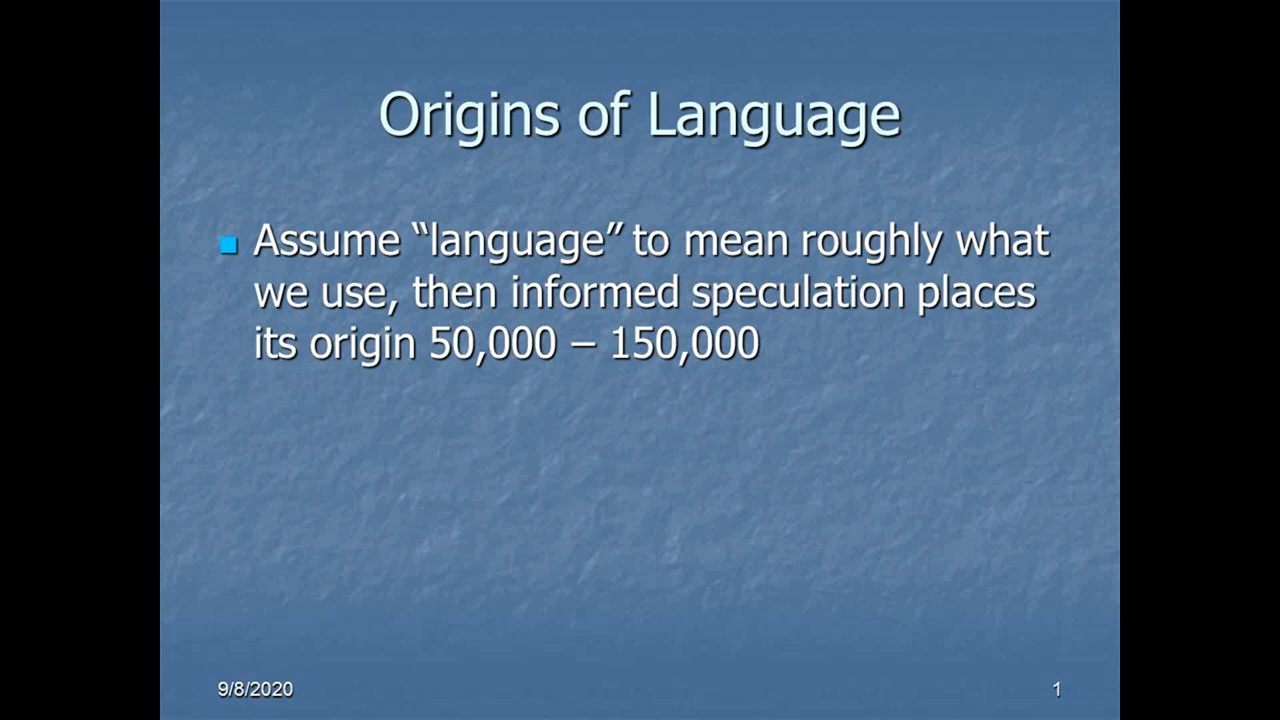 Origins of Language
Assume “language” to mean roughly what
we use, then informed speculation places
its origin 50,000 – 150,000
9/8/2020
1